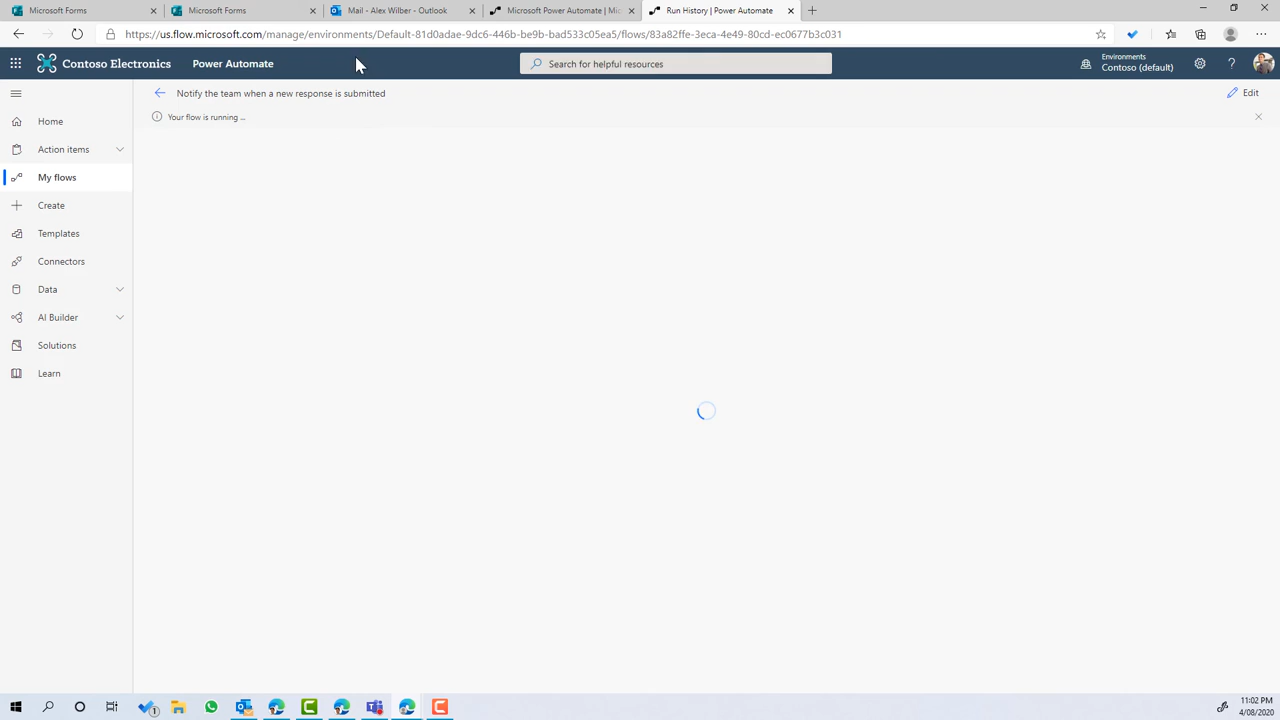 Microsoft Forms
Microsoft Forms
Mail - Alex Wilber - Outlook
Microsoft Power Automate | Mic
Run History | Power Automate
https://us.flow.microsoft.com/manage/environments/Default-81d0adae-9dc6-446b-be9b-bad533c05ea5/flows/83a82ffe-3eca-4e49-80cd-ec0677b3c031
Contoso Electronics
Power Automate
Search for helpful resources
Environments
Contoso (default)
Notify the team when a new response is submitted
Edit
Your flow is running ...
Home
Action items
My flows
Create
Templates
Connectors
Data
AI Builder
Solutions
Learn
11:02 PM
4/08/2020